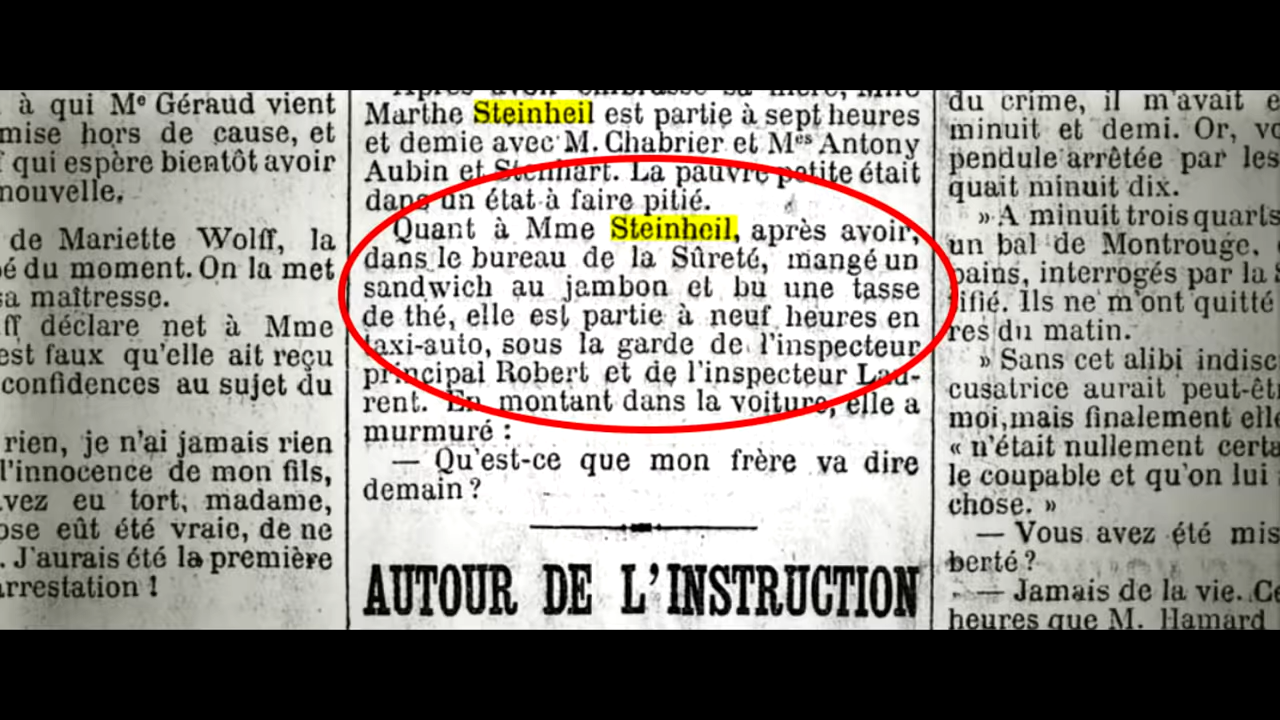 à qui Mᵉ Géraud vient
mise hors de cause, et
qui espère bientôt avoir
nouvelle.
de Mariette Wolff, la
du moment. On la met
sa maîtresse.
déclare net à Mme
est faux qu'elle ait reçu
confidences au sujet du
rien, je n'ai jamais rien
l'innocence de mon fils,
avez eu tort, madame,
eût été vraie, de ne
J'aurais été la première
arrestation !
Après avoir embrassé sa mère, Mlle
Marthe Steinheil est partie à sept heures
et demie avec M. Chabrier et Mᵉˢ Antony
Aubin et Steinhart. La pauvre petite était
dans un état à faire pitié.
Quant à Mme Steinheil, après avoir,
dans le bureau de la Sûreté, mangé un
sandwich au jambon et bu une tasse
de thé, elle est partie à neuf heures en
taxi-auto, sous la garde de l'inspecteur
principal Robert et de l'inspecteur Lau-
rent. En montant dans la voiture, elle a
murmuré :
— Qu'est-ce que mon frère va dire
demain ?
AUTOUR DE L'INSTRUCTION
du crime, il m'avait
minuit et demi. Or,
pendule arrêtée par les
quait minuit dix.
» A minuit trois quarts
un bal de Montrouge,
pains, interrogés par la
tifié. Ils ne m'ont quitté
res du matin.
» Sans cet alibi
cusatrice aurait
moi, mais finalement
« n'était nullement
le coupable et qu'on lui
chose. »
— Vous avez été mis
berté ?
— Jamais de la vie.
heures que M. Hamard